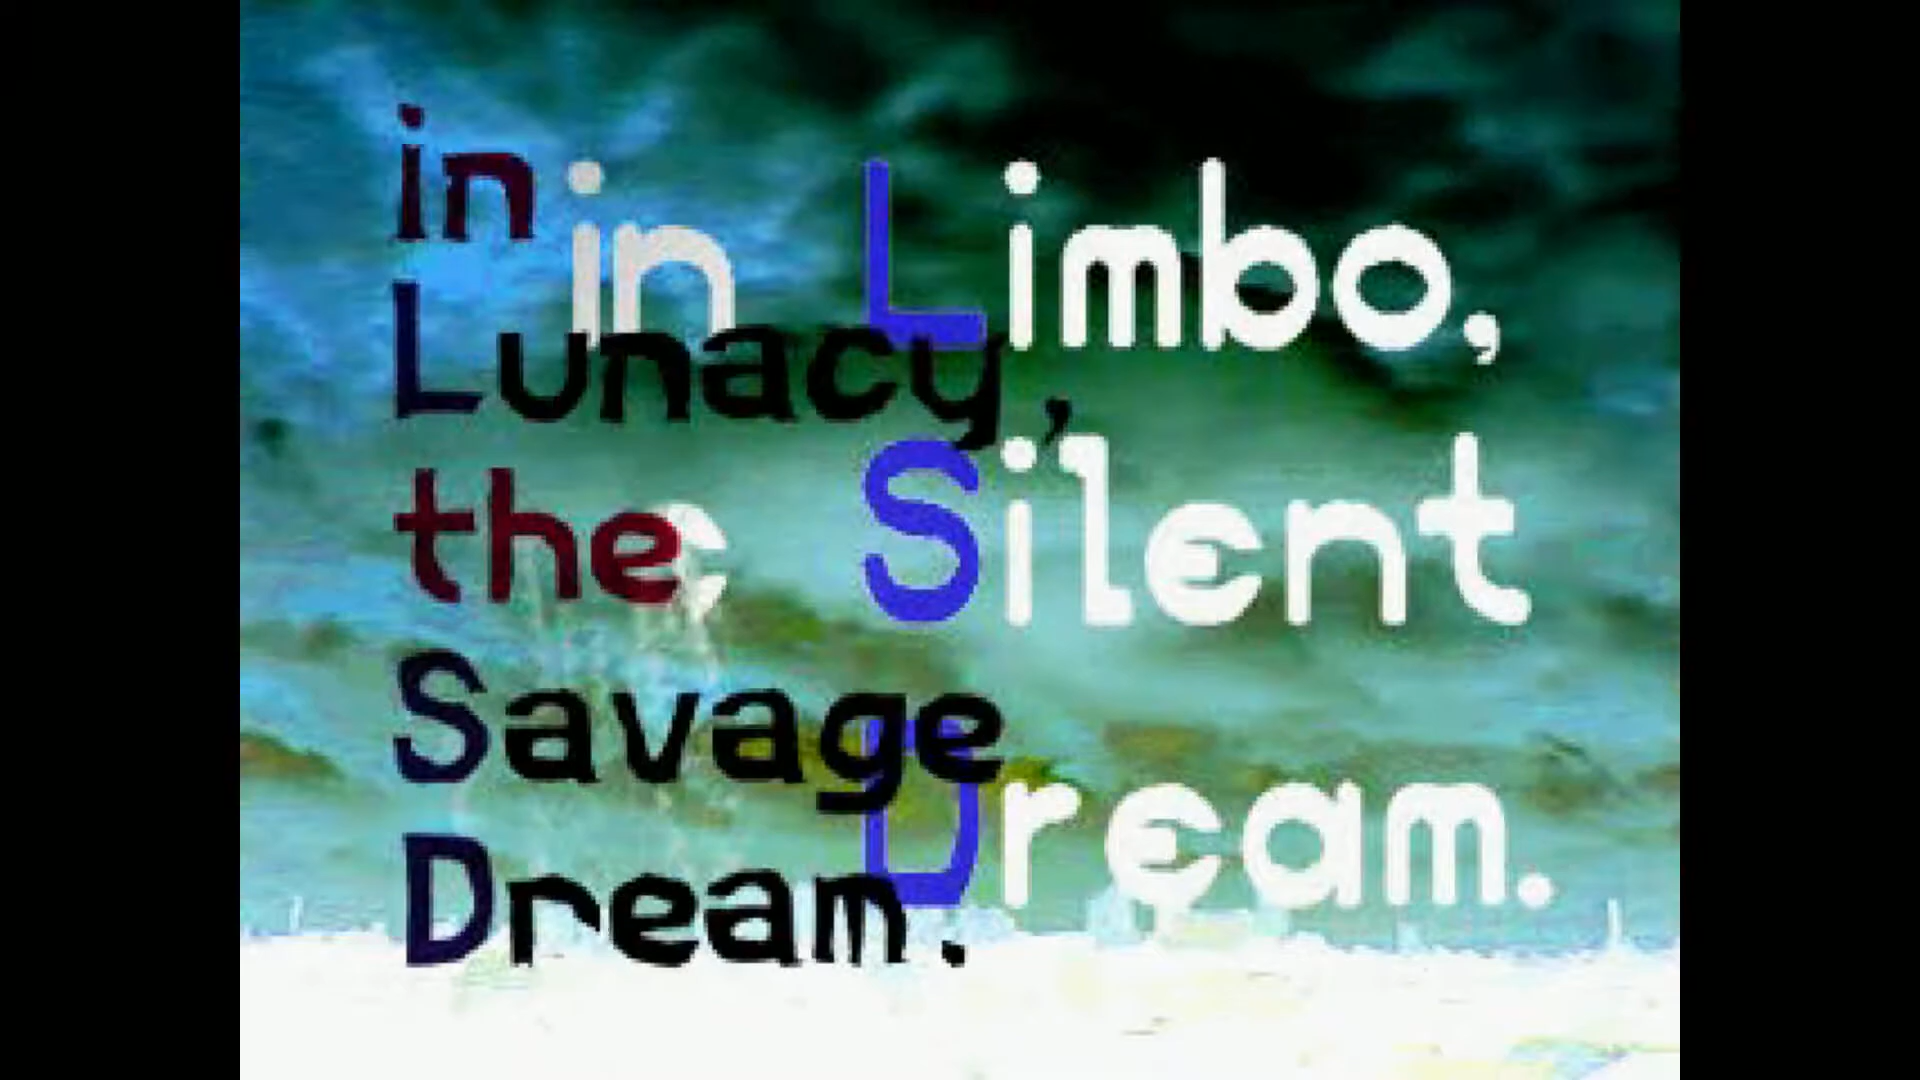 in Limbo,
Silent
Dream.
in
Lunacy,
the
Savage
Dream.